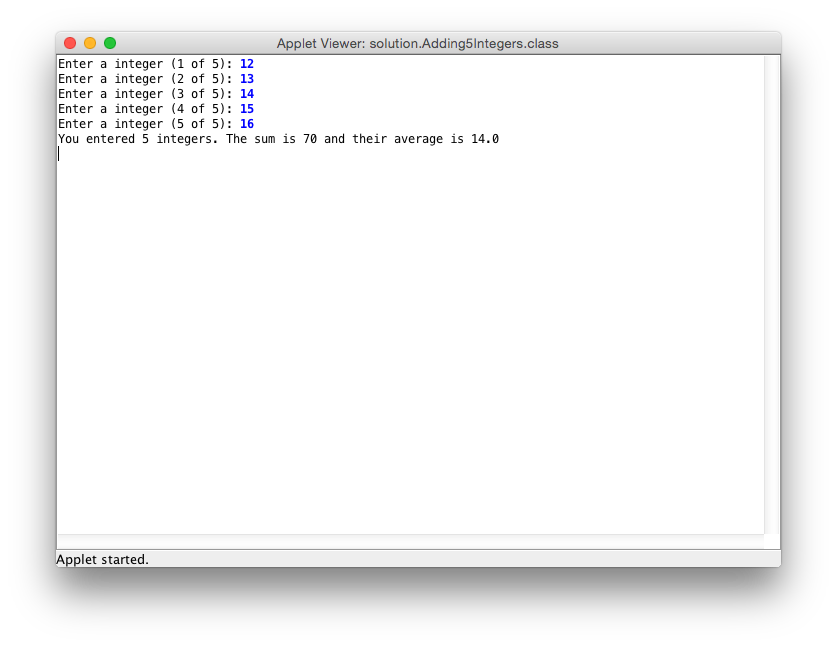 Applet Viewer: solution.Adding5Integers.class
Enter a integer (1 of 5): 12
Enter a integer (2 of 5): 13
Enter a integer (3 of 5): 14
Enter a integer (4 of 5): 15
Enter a integer (5 of 5): 16
You entered 5 integers. The sum is 70 and their average is 14.0
Applet started.